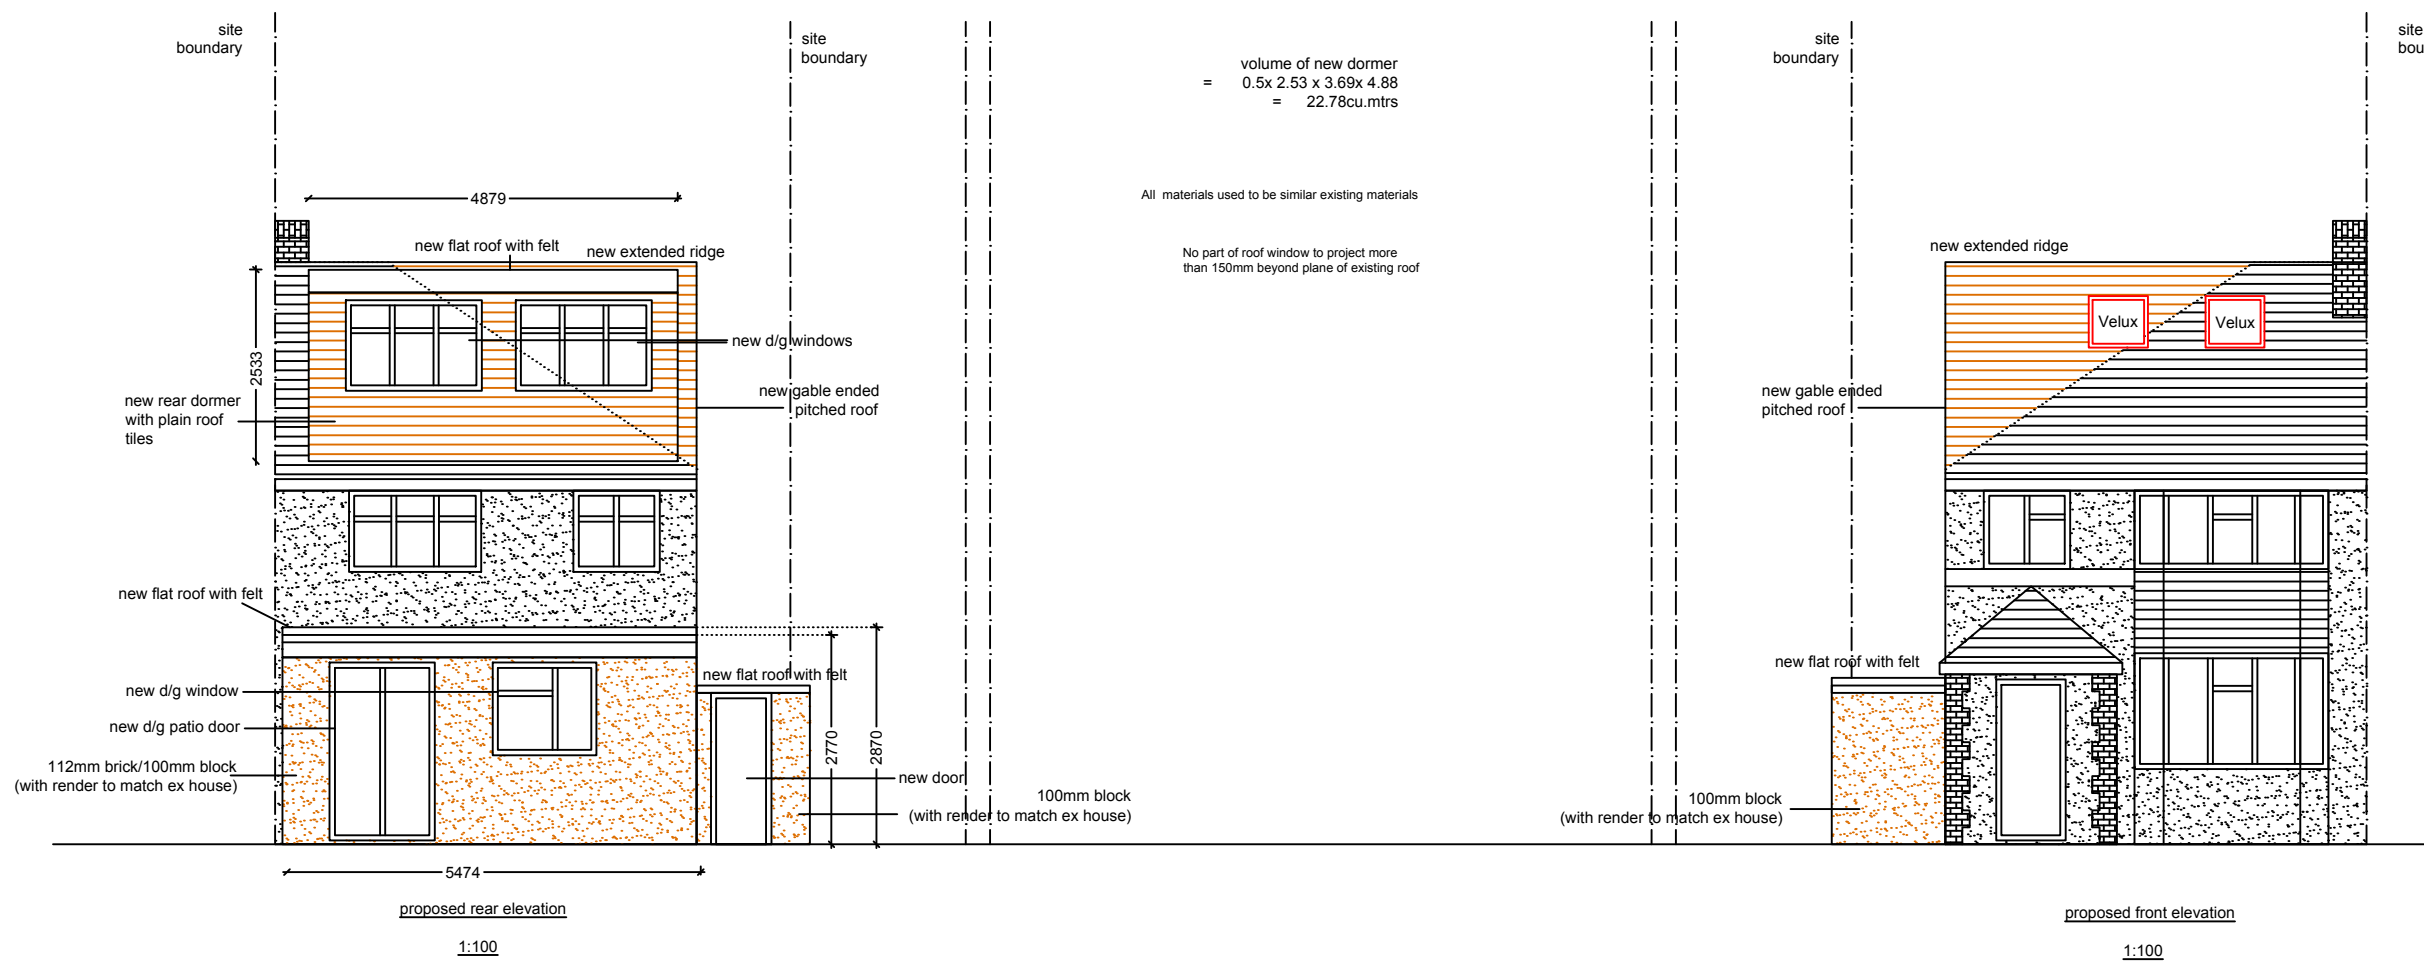 site
boundary
site
boundary
volume of new dormer
= 0.5x 2.53 x 3.69x 4.88
= 22.78cu.mtrs
site
boundary
site
bou
All materials used to be similar existing materials
No part of roof window to project more
than 150mm beyond plane of existing roof
4879
new flat roof with felt
new extended ridge
2533
new d/g windows
new rear dormer
with plain roof
tiles
new gable ended
pitched roof
new flat roof with felt
new flat roof with felt
new d/g window
new d/g patio door
112mm brick/100mm block
(with render to match ex house)
2770
2870
new door
100mm block
(with render to match ex house)
5474
proposed rear elevation
1:100
new extended ridge
Velux
Velux
new gable ended
pitched roof
new flat roof with felt
100mm block
(with render to match ex house)
proposed front elevation
1:100